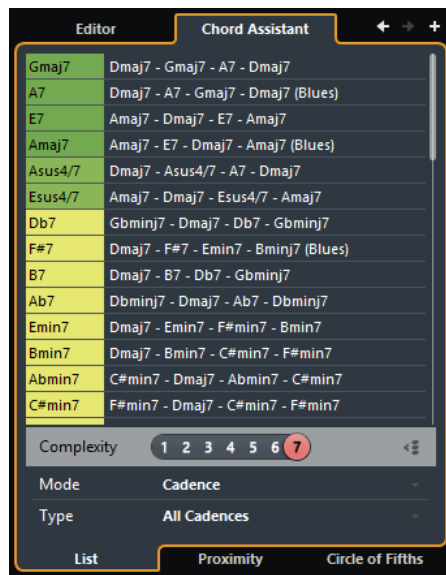 Editor Chord Assistant
Gmaj7 Dmaj7 - Gmaj7 - A7 - Dmaj7
A7 Dmaj7 - A7 - Gmaj7 - Dmaj7 (Blues)
E7 Amaj7 - Dmaj7 - E7 - Amaj7
Amaj7 Amaj7 - E7 - Dmaj7 - Amaj7 (Blues)
Asus4/7 Dmaj7 - Asus4/7 - A7 - Dmaj7
Esus4/7 Amaj7 - Dmaj7 - Esus4/7 - Amaj7
Db7 Gbminj7 - Dmaj7 - Db7 - Gbminj7
F#7 Dmaj7 - F#7 - Emin7 - Bminj7 (Blues)
B7 Dmaj7 - B7 - Db7 - Gbminj7
Ab7 Dbminj7 - Dmaj7 - Ab7 - Dbminj7
Emin7 Dmaj7 - Emin7 - F#min7 - Bmin7
Bmin7 Dmaj7 - Bmin7 - C#min7 - F#min7
Abmin7 C#min7 - Dmaj7 - Abmin7 - C#min7
C#min7 F#min7 - Dmaj7 - C#min7 - F#min7
Complexity 1 2 3 4 5 6 7
Mode Cadence
Type All Cadences
List Proximity Circle of Fifths